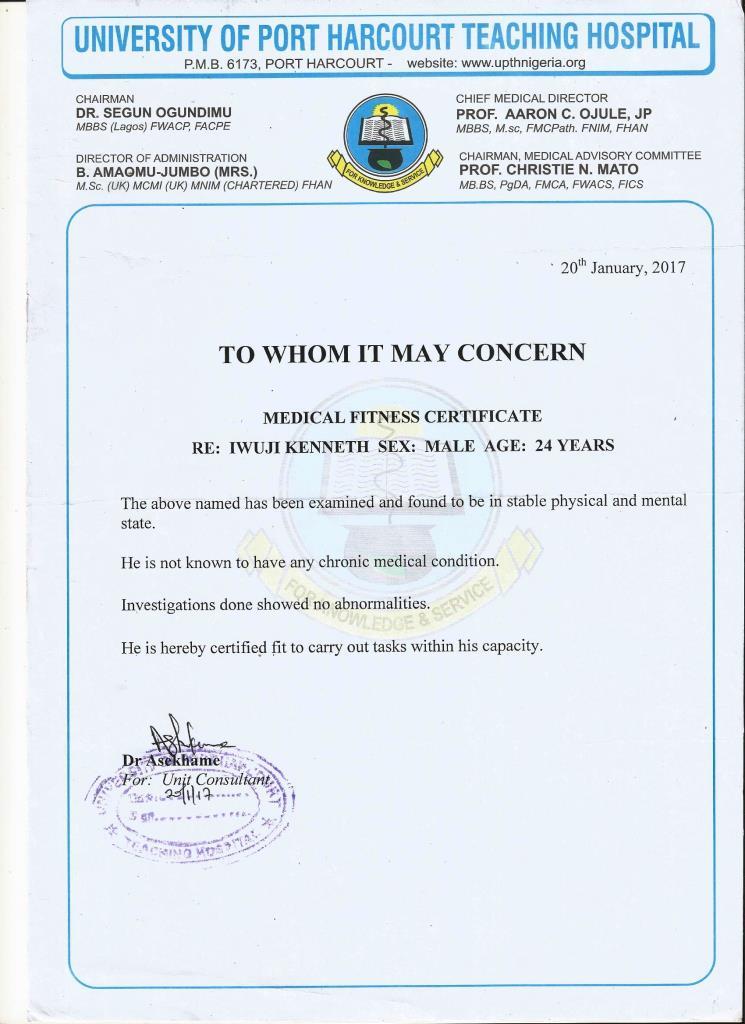 UNIVERSITY OF PORT HARCOURT TEACHING HOSPITAL
P.M.B. 6173, PORT HARCOURT - website: www.uphtnigeria.org
CHAIRMAN
DR. SEGUN OGUNDIMU
MBBS (Lagos) FWACP, FACPE
DIRECTOR OF ADMINISTRATION
B. AMAOMU-JUMBO (MRS.)
M.Sc. (UK) MCMI (UK) MNIM (CHARTERED) FHAN
FOR KNOWLEDGE & SERVICE
CHIEF MEDICAL DIRECTOR
PROF. AARON C. OJULE, JP
MBBS, M.sc, FMCPath. FNIM, FHAN,
CHAIRMAN, MEDICAL ADVISORY COMMITTEE
PROF. CHRISTIE N. MATO
MB.BS, PgDA, FMCA, FWACS, FICS
20th January, 2017
TO WHOM IT MAY CONCERN
MEDICAL FITNESS CERTIFICATE
RE: IWUJI KENNETH SEX: MALE AGE: 24 YEARS
The above named has been examined and found to be in stable physical and mental
state.
He is not known to have any chronic medical condition.
Investigations done showed no abnormalities.
He is hereby certified fit to carry out tasks within his capacity.
FOR KNOWLEDGE & SERVICE
Dr Asekhame
For: Unit Consultant
TEACHING HOSPITAL